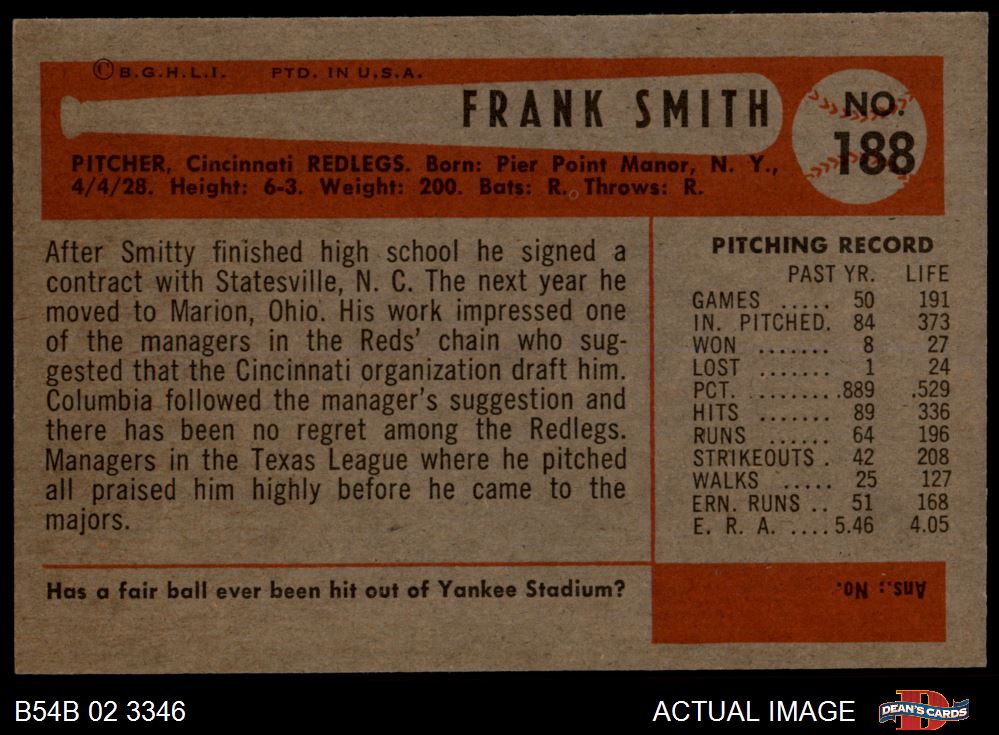 © B.G.H.L.I. PTD. IN U.S.A.
FRANK SMITH
NO.
188
PITCHER, Cincinnati REDLEGS. Born: Pier Point Manor, N. Y.,
4/4/28. Height: 6-3. Weight: 200. Bats: R. Throws: R.
After Smitty finished high school he signed a
contract with Statesville, N. C. The next year he
moved to Marion, Ohio. His work impressed one
of the managers in the Reds' chain who sug-
gested that the Cincinnati organization draft him.
Columbia followed the manager's suggestion and
there has been no regret among the Redlegs.
Managers in the Texas League where he pitched
all praised him highly before he came to the
majors.
PITCHING RECORD
PAST YR. LIFE
GAMES ..... 50 191
IN. PITCHED. 84 373
WON ....... 8 27
LOST ....... 1 24
PCT. ........ .889 .529
HITS ....... 89 336
RUNS ...... 64 196
STRIKEOUTS . 42 208
WALKS ..... 25 127
ERN. RUNS .. 51 168
E. R. A. .... 5.46 4.05
Has a fair ball ever been hit out of Yankee Stadium?
Ans.: No.
B54B 02 3346
ACTUAL IMAGE
D
DEAN'S CARDS